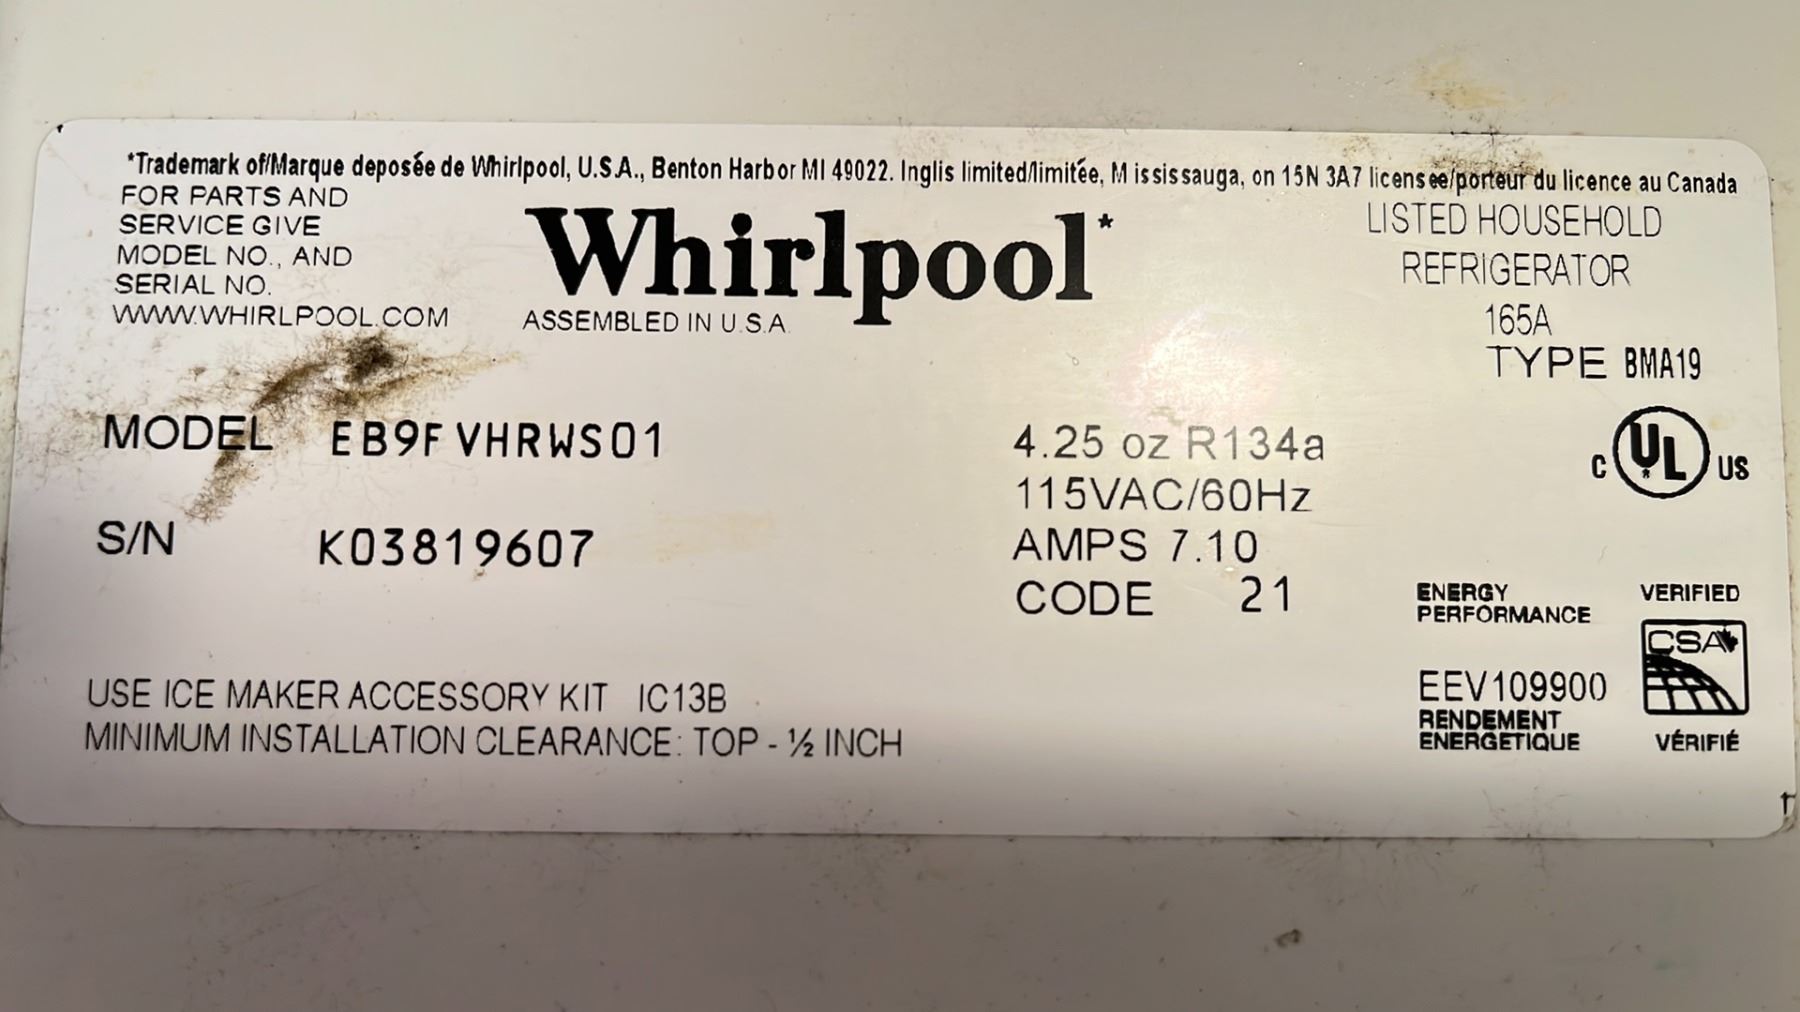 *Trademark of/Marque deposée de Whirlpool, U.S.A., Benton Harbor MI 49022. Inglis limited/limitée, M ississauga, on 15N 3A7 licensee/porteur du licence au Canada
FOR PARTS AND
SERVICE GIVE
MODEL NO., AND
SERIAL NO.
WWW.WHIRLPOOL.COM
Whirlpool*
ASSEMBLED IN U.S.A.
LISTED HOUSEHOLD
REFRIGERATOR
165A
TYPE BMA19
MODEL EB9FVHRWS01
S/N K03819607
4.25 oz R134a
115VAC/60Hz
AMPS 7.10
CODE 21
C UL US
ENERGY
PERFORMANCE
EEV109900
RENDEMENT
ENERGETIQUE
VERIFIED
CSA
VÉRIFIÉ
USE ICE MAKER ACCESSORY KIT IC13B
MINIMUM INSTALLATION CLEARANCE: TOP - ½ INCH